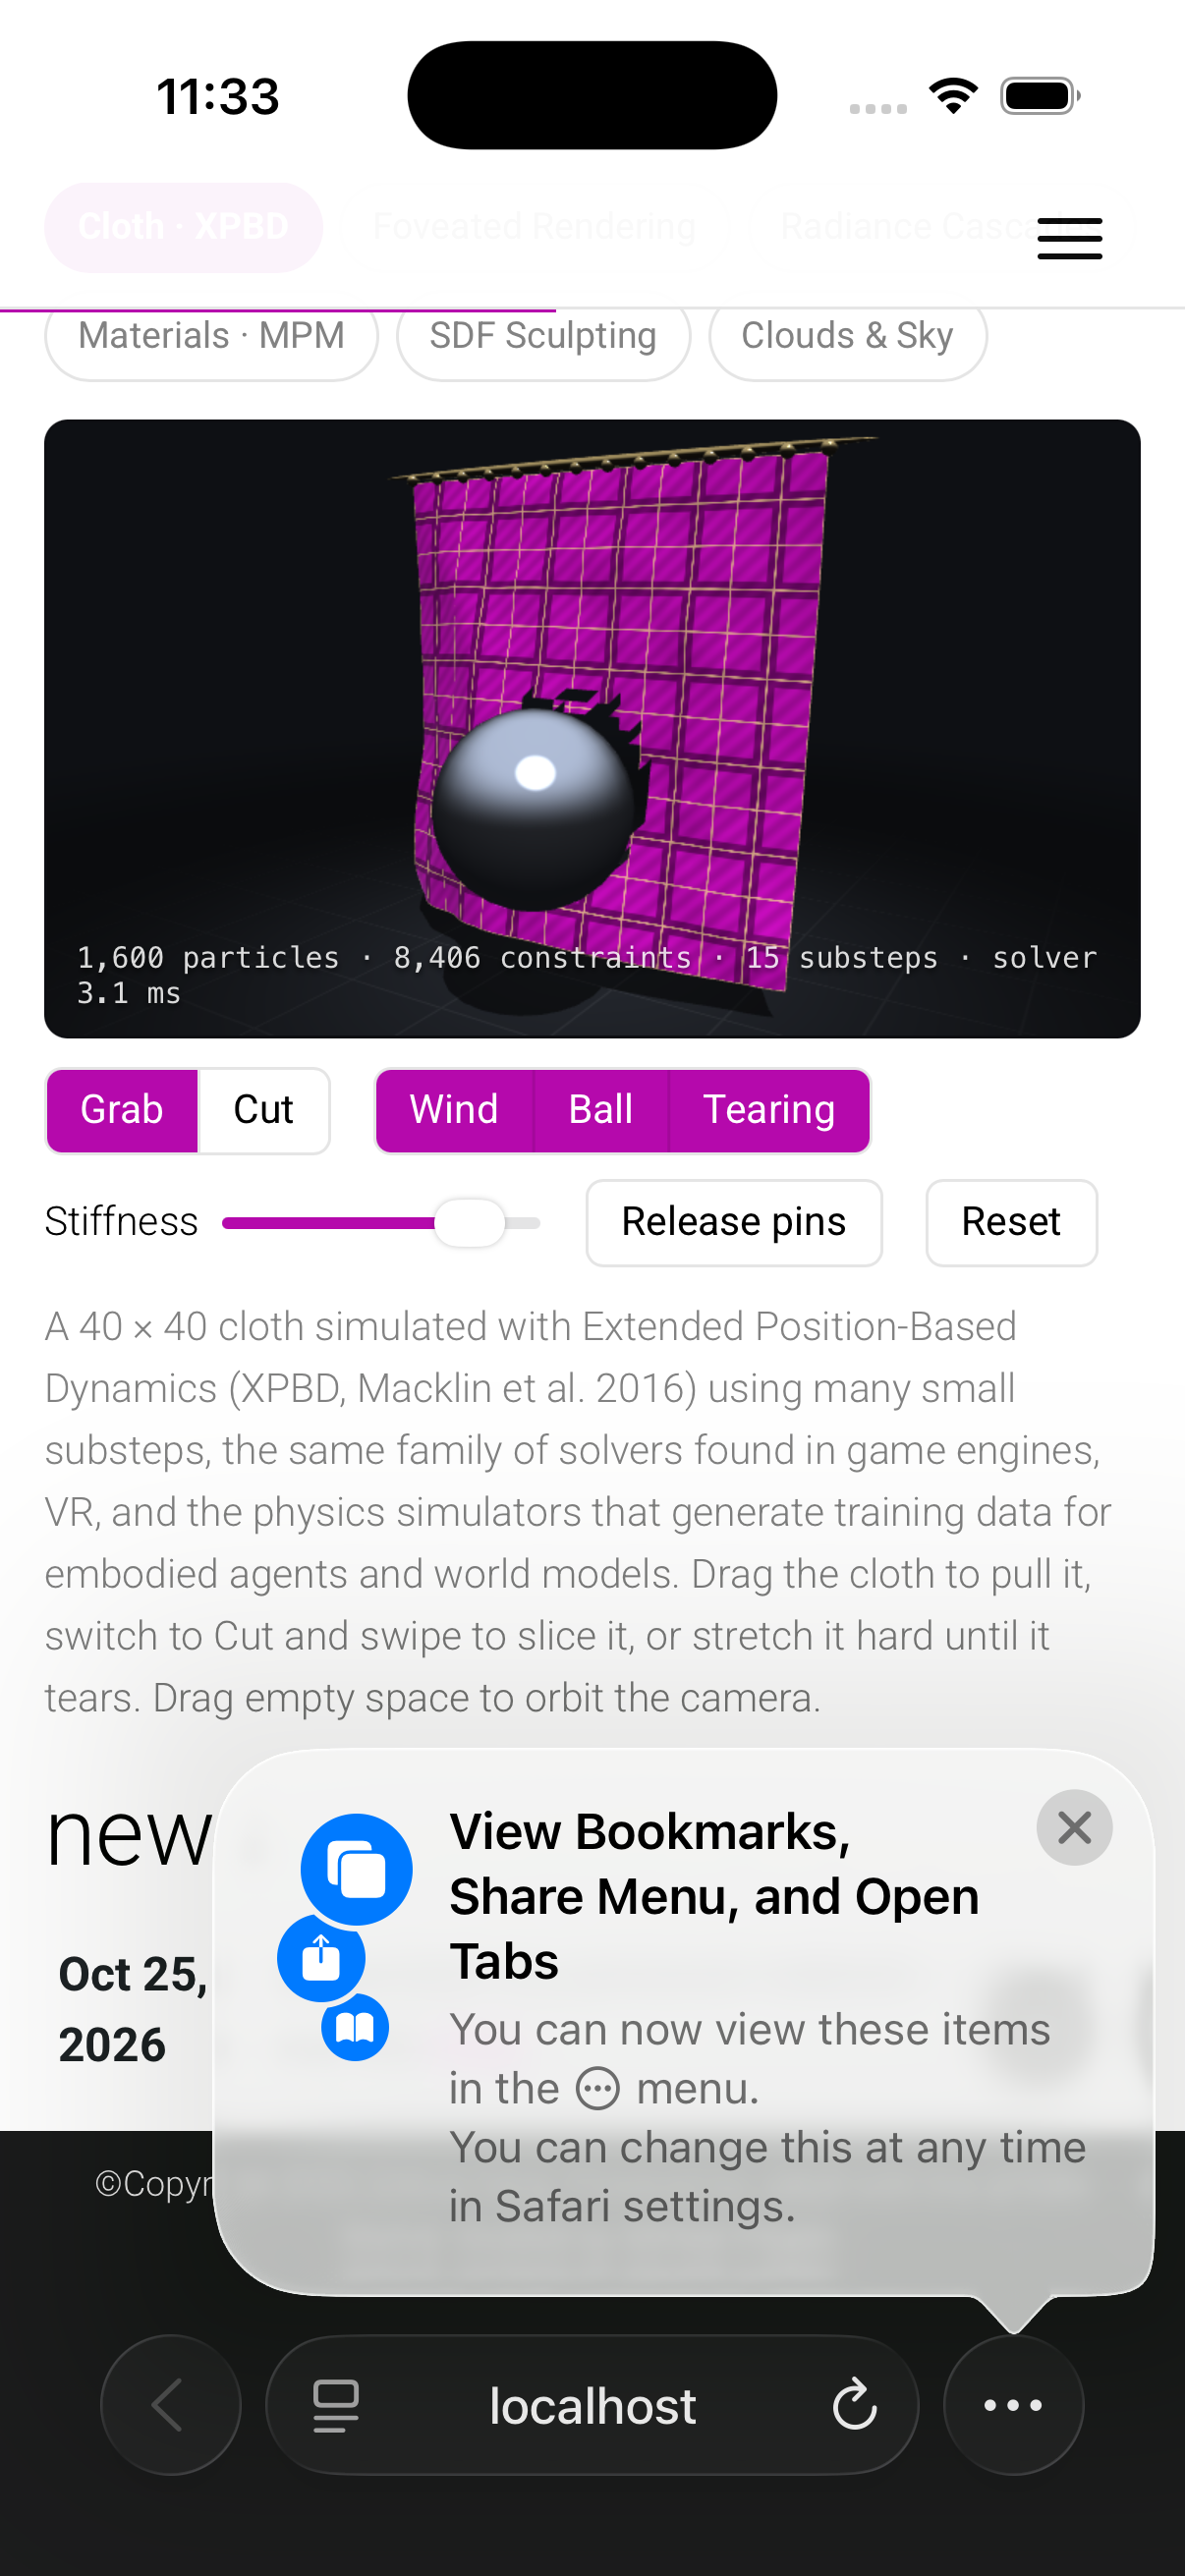 11:33
Cloth · XPBD
Foveated Rendering
Radiance Cascades
Materials · MPM
SDF Sculpting
Clouds & Sky
1,600 particles · 8,406 constraints · 15 substeps · solver
3.1 ms
Grab
Cut
Wind
Ball
Tearing
Stiffness
Release pins
Reset
A 40 × 40 cloth simulated with Extended Position-Based
Dynamics (XPBD, Macklin et al. 2016) using many small
substeps, the same family of solvers found in game engines,
VR, and the physics simulators that generate training data for
embodied agents and world models. Drag the cloth to pull it,
switch to Cut and swipe to slice it, or stretch it hard until it
tears. Drag empty space to orbit the camera.
new
View Bookmarks,
Share Menu, and Open
Tabs
You can now view these items
in the menu.
You can change this at any time
in Safari settings.
Oct 25,
2026
©Copyr
localhost